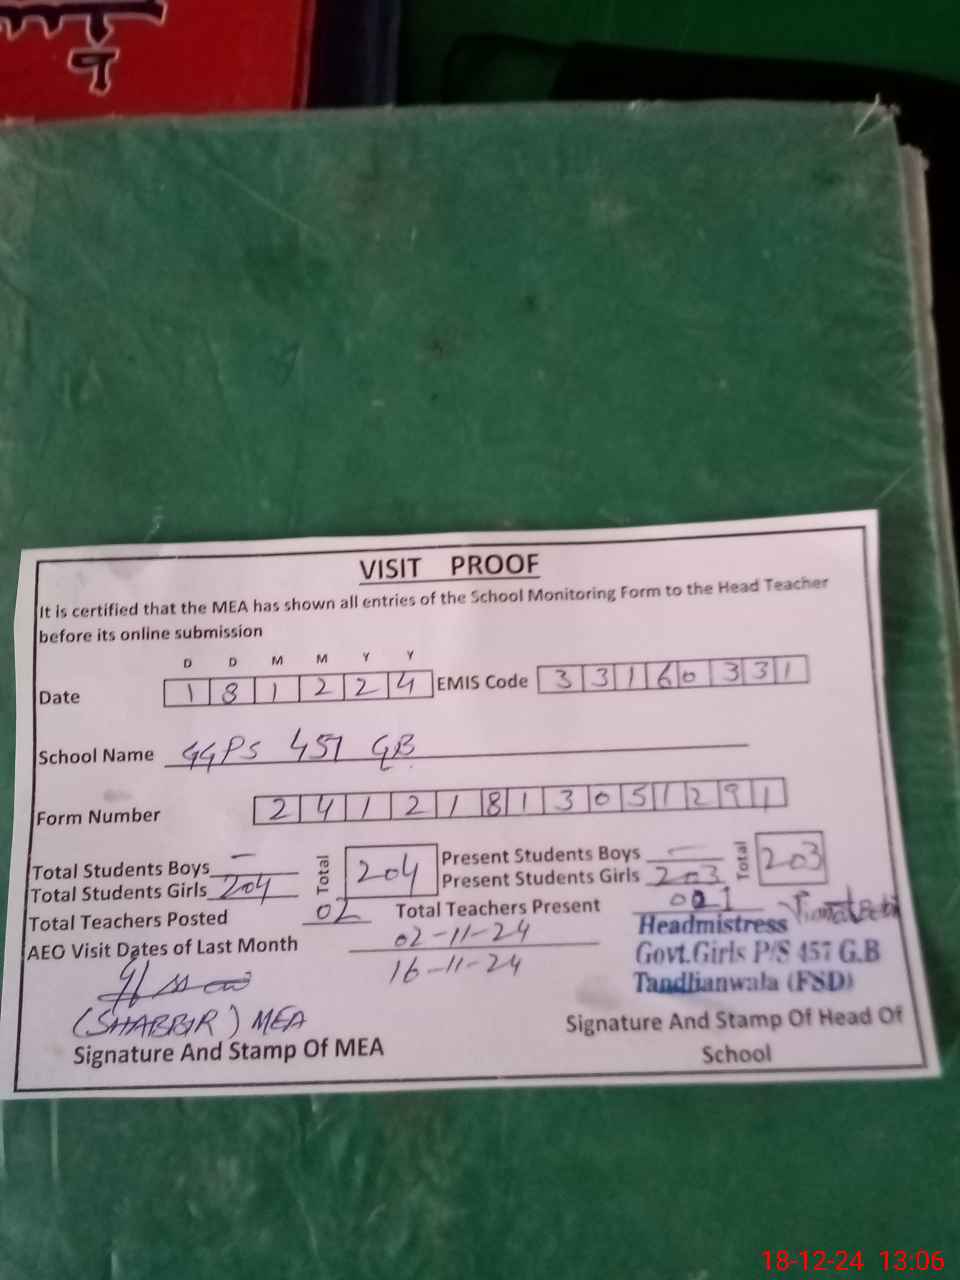 VISIT PROOF
It is certified that the MEA has shown all entries of the School Monitoring Form to the Head Teacher
before its online submission
D D M M Y Y
Date 1 8 1 2 2 4 EMIS Code 3 3 1 6 0 3 3 1
School Name GGPS 457 GB
Form Number 2 4 1 2 1 8 1 3 0 5 1 2 9 1
Total Students Boys - Total 204 Present Students Boys - Total 203
Total Students Girls 204 Present Students Girls 203
Total Teachers Posted 02 Total Teachers Present
AEO Visit Dates of Last Month 02-11-24
16-11-24
Headmistress
Govt.Girls P/S 457 G.B
Tandlianwala (FSD)
(SHABBIR) MEA
Signature And Stamp Of MEA
Signature And Stamp Of Head Of
School
18-12-24 13:06